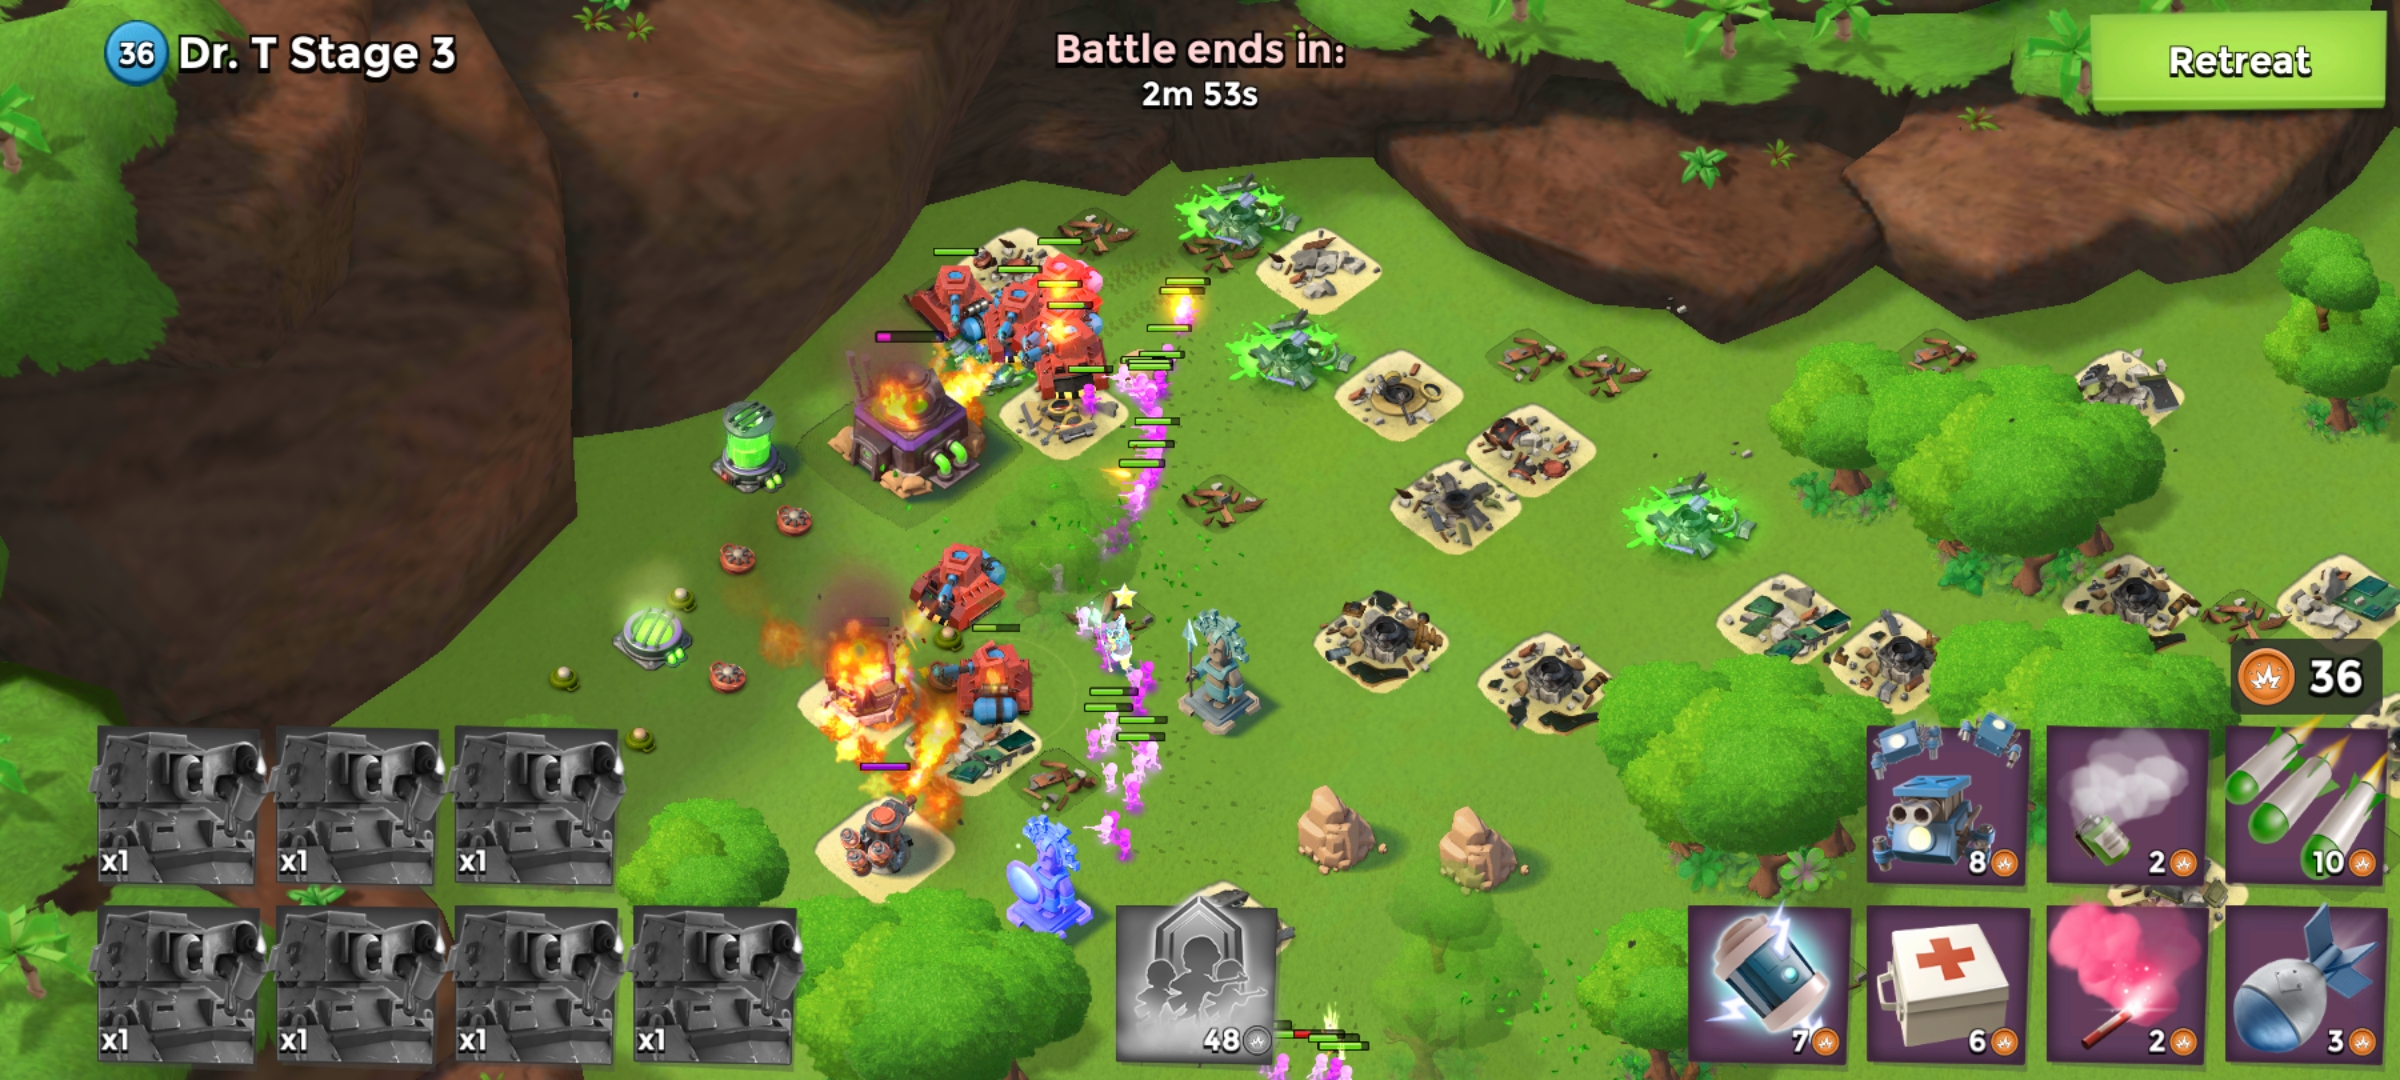 36 Dr. T Stage 3
Battle ends in:
2m 53s
Retreat
36
x1 x1 x1
8 2 10
x1 x1 x1 x1
48
7 6 2 3